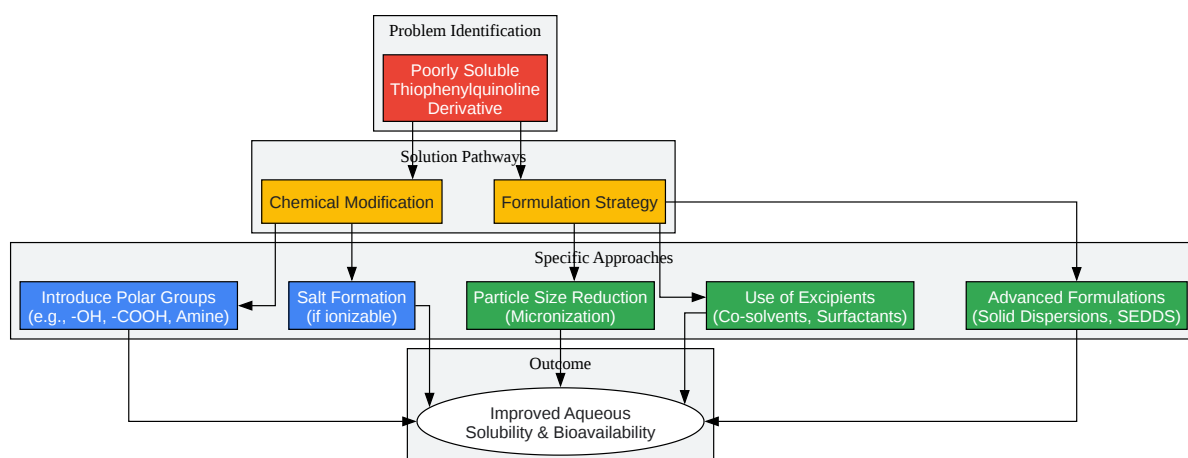 Problem Identification
Poorly Soluble
Thiophenylquinoline
Derivative
Solution Pathways
Chemical Modification
Formulation Strategy
Specific Approaches
Introduce Polar Groups
(e.g., -OH, -COOH, Amine)
Salt Formation
(if ionizable)
Particle Size Reduction
(Micronization)
Use of Excipients
(Co-solvents, Surfactants)
Advanced Formulations
(Solid Dispersions, SEDDS)
Outcome
Improved Aqueous
Solubility & Bioavailability